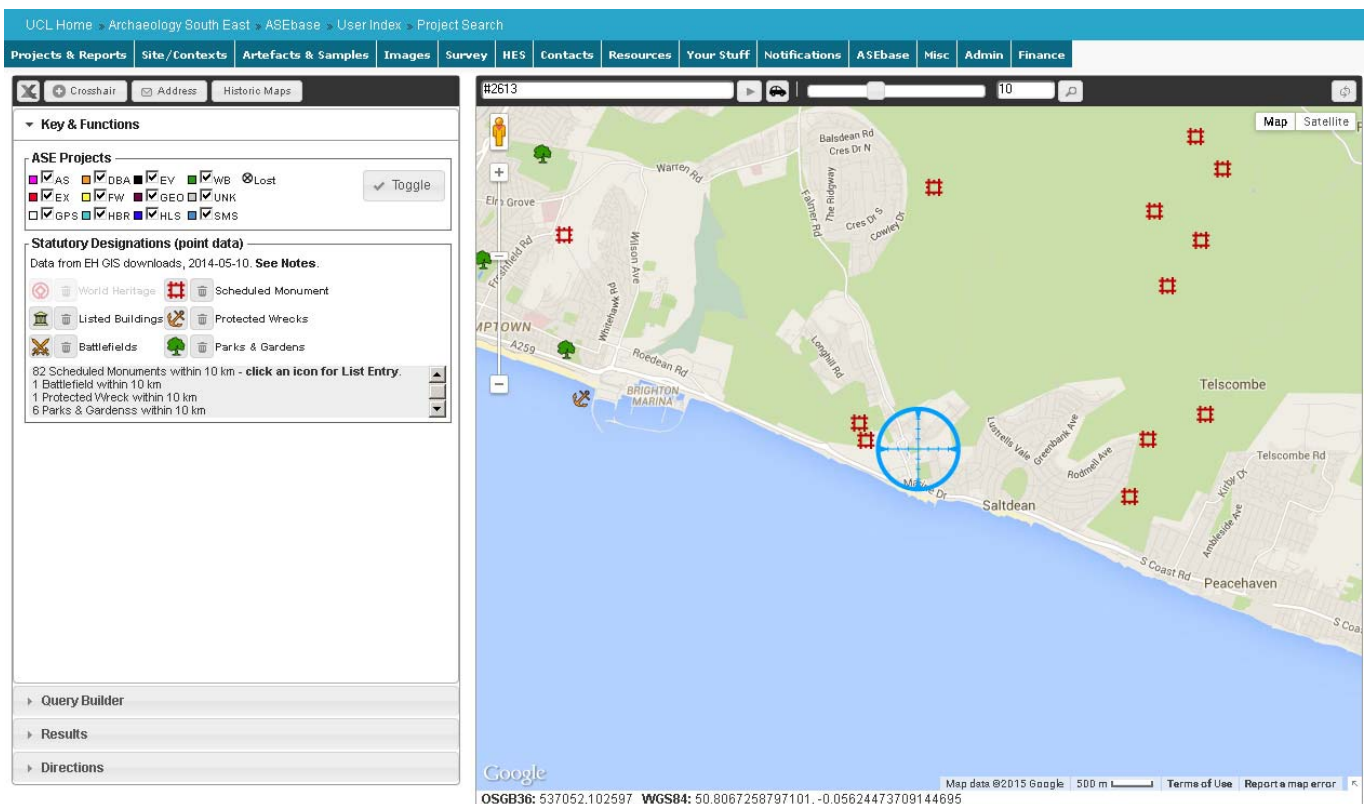 UCL Home » Archaeology South East » ASEbase » User Index » Project Search
Projects & Reports Site/Contexts Artefacts & Samples Images Survey HES Contacts Resources Your Stuff Notifications ASEbase Misc Admin Finance
Crosshair Address Historic Maps
#2613 10
Key & Functions
ASE Projects
AS DBA EV WB Lost
EX FW GEO UNK
GPS HBR HLS SMS
Toggle
Statutory Designations (point data)
Data from EH GIS downloads, 2014-05-10. See Notes.
World Heritage Scheduled Monument
Listed Buildings Protected Wrecks
Battlefields Parks & Gardens
82 Scheduled Monuments within 10 km - click an icon for List Entry.
1 Battlefield within 10 km
1 Protected Wreck within 10 km
6 Parks & Gardenss within 10 km
Query Builder
Results
Directions
Map Satellite
Balsdean Rd
Cres Dr N
Warren Rd
Elm Grove
The Ridgway
Falmer Rd
Cres Dr S
Cowley Dr
Wilson Ave
Freshfield Rd
Whitehawk Rd
MPTOWN
A259
Roedean Rd
Longhill Rd
BRIGHTON
MARINA
Telscombe
Lustrells Vale
Greenbank Ave
Rodmell Ave
Telscombe Rd
Kirby Dr
Marine Dr
Saltdean
Ambleside Ave
S Coast Rd
Peacehaven
S Coa
Google
Map data ©2015 Google 500 m Terms of Use Report a map error
OSGB36: 537052,102597 WGS84: 50.8067258797101,-0.05624473709144695